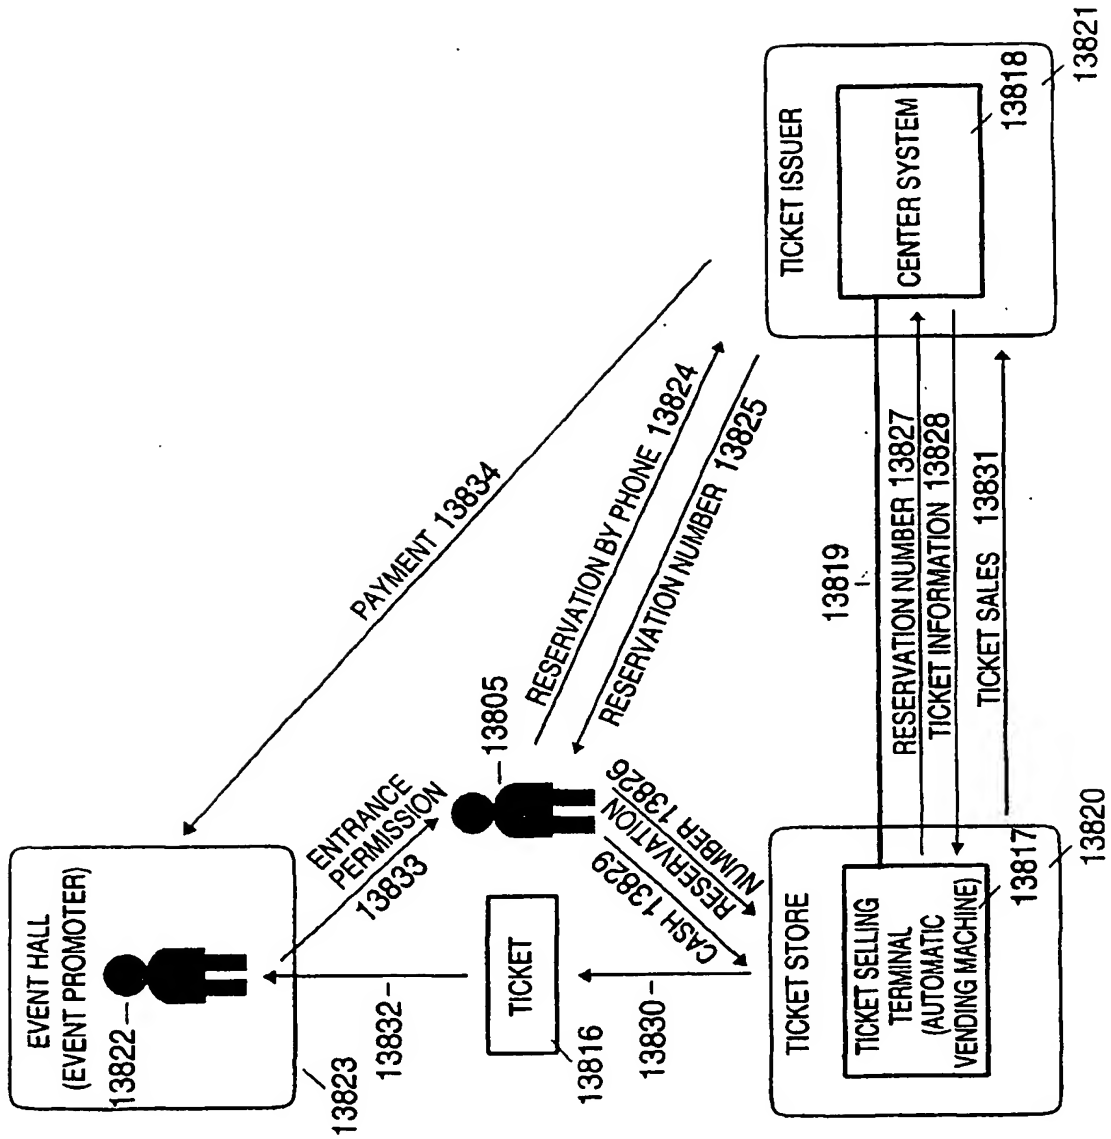 EVENT HALL
(EVENT PROMOTER)
13822
13823
ENTRANCE
PERMISSION
13833
13832
TICKET
13816
13830
13805
PAYMENT 13834
RESERVATION BY PHONE 13824
RESERVATION NUMBER 13825
RESERVATION
NUMBER 13826
CASH 13829
TICKET STORE
TICKET SELLING
TERMINAL
(AUTOMATIC
VENDING MACHINE)
13817
13820
13819
RESERVATION NUMBER 13827
TICKET INFORMATION 13828
TICKET SALES 13831
TICKET ISSUER
CENTER SYSTEM
13818
13821